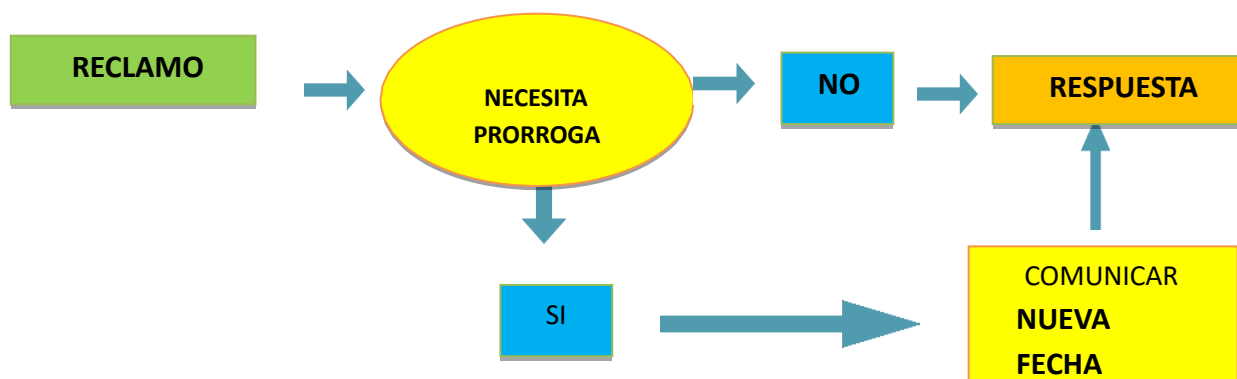 RECLAMO
NECESITA
PRORROGA
NO
RESPUESTA
SI
COMUNICAR
NUEVA
FECHA